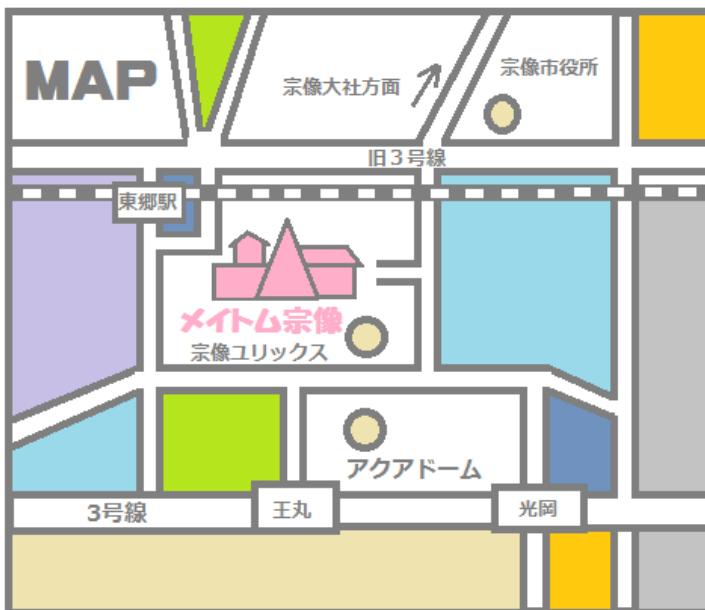 MAP
宗像大社方面
宗像市役所
旧3号線
東郷駅
メイトム宗像
宗像ユリックス
アクアドーム
3号線
王丸
光岡